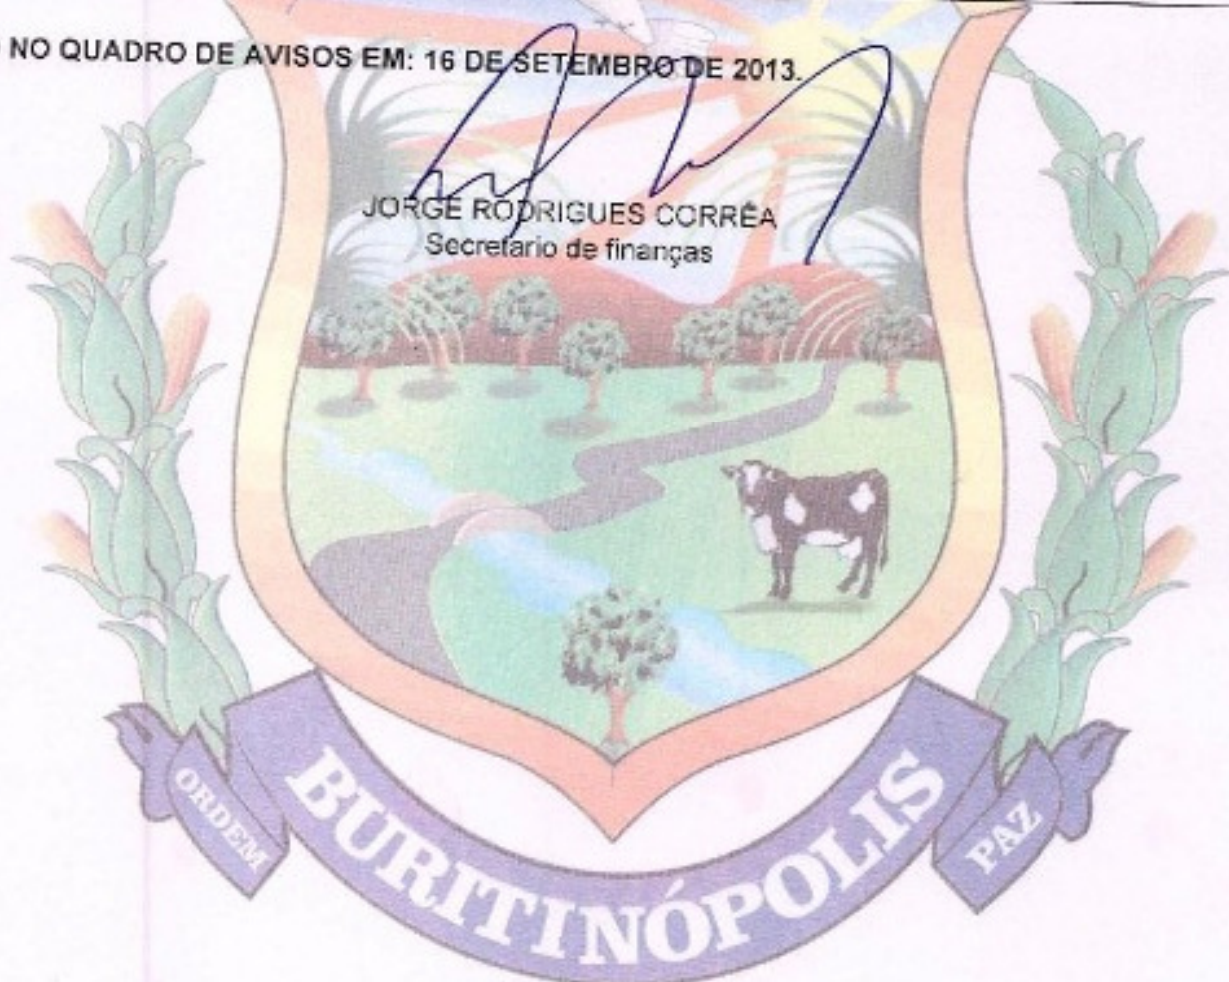 NO QUADRO DE AVISOS EM: 16 DE SETEMBRO DE 2013.
JORGE RODRIGUES CORRÊA
Secretario de finanças
ORDEM
BURITINÓPOLIS
PAZ